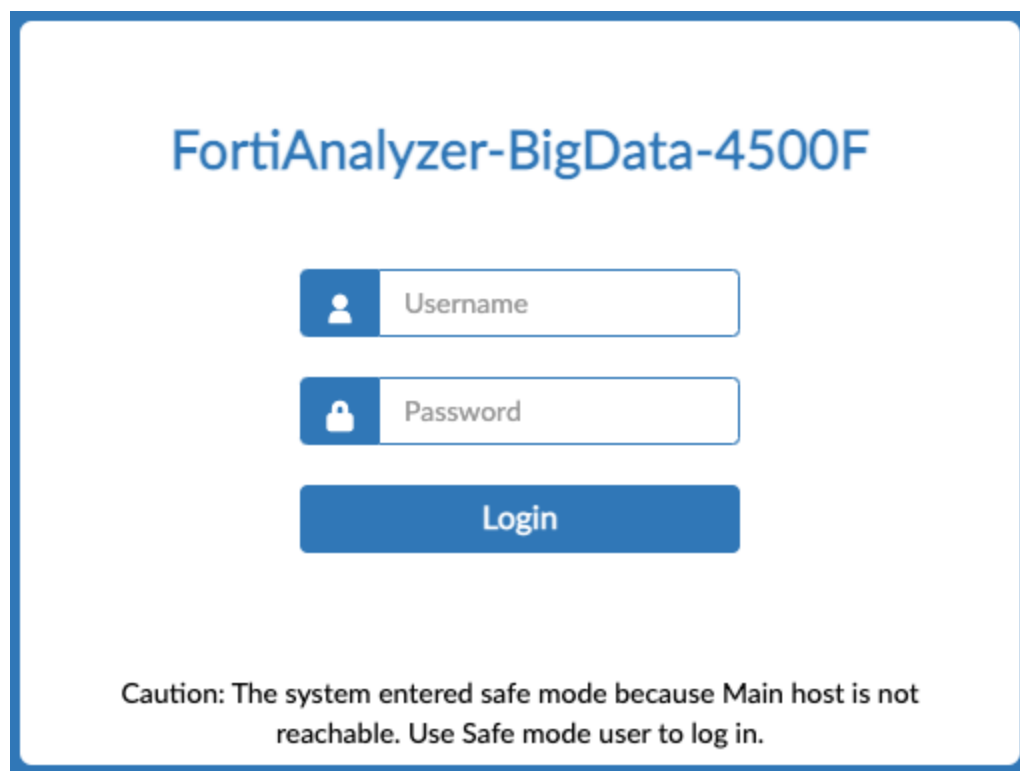 FortiAnalyzer-BigData-4500F
Username
Password
Login
Caution: The system entered safe mode because Main host is not
reachable. Use Safe mode user to log in.